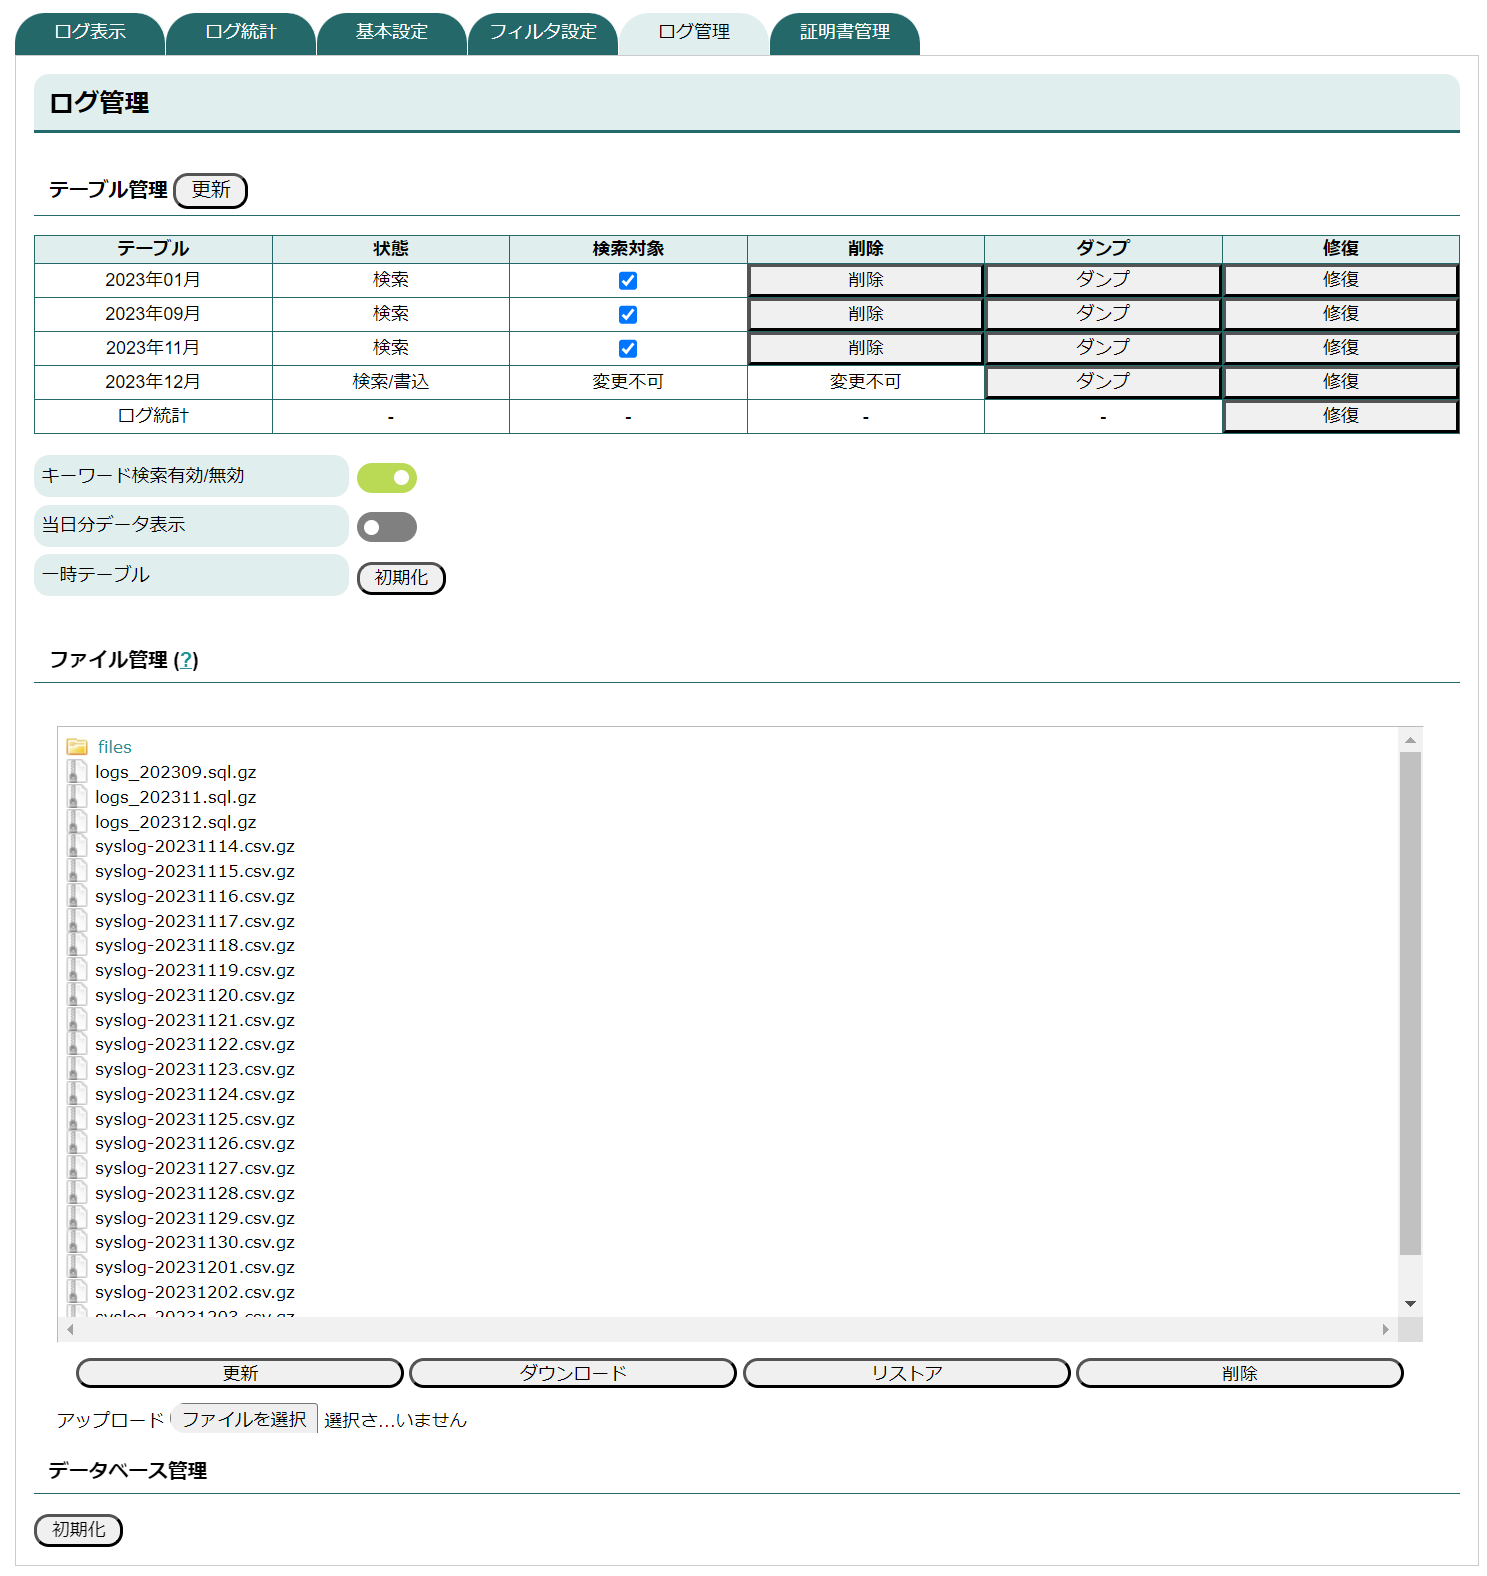 ログ表示 ログ統計 基本設定 フィルタ設定 ログ管理 証明書管理
ログ管理
テーブル管理 更新
テーブル 状態 検索対象 削除 ダンプ 修復
2023年01月 検索 削除 ダンプ 修復
2023年09月 検索 削除 ダンプ 修復
2023年11月 検索 削除 ダンプ 修復
2023年12月 検索/書込 変更不可 変更不可 ダンプ 修復
ログ統計 - - - - 修復
キーワード検索有効/無効
当日分データ表示
一時テーブル 初期化
ファイル管理 (?)
files
logs_202309.sql.gz
logs_202311.sql.gz
logs_202312.sql.gz
syslog-20231114.csv.gz
syslog-20231115.csv.gz
syslog-20231116.csv.gz
syslog-20231117.csv.gz
syslog-20231118.csv.gz
syslog-20231119.csv.gz
syslog-20231120.csv.gz
syslog-20231121.csv.gz
syslog-20231122.csv.gz
syslog-20231123.csv.gz
syslog-20231124.csv.gz
syslog-20231125.csv.gz
syslog-20231126.csv.gz
syslog-20231127.csv.gz
syslog-20231128.csv.gz
syslog-20231129.csv.gz
syslog-20231130.csv.gz
syslog-20231201.csv.gz
syslog-20231202.csv.gz
syslog-20231203.csv.gz
更新 ダウンロード リストア 削除
アップロード ファイルを選択 選択さ...いません
データベース管理
初期化